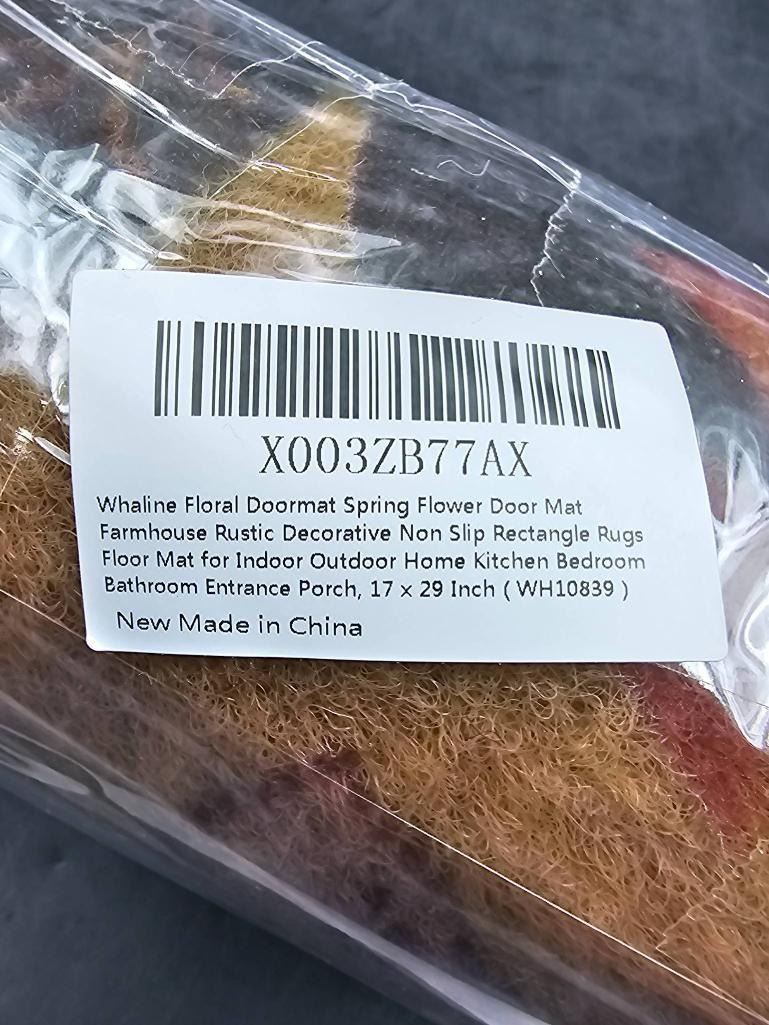 X003ZB77AX
Whaline Floral Doormat Spring Flower Door Mat
Farmhouse Rustic Decorative Non Slip Rectangle Rugs
Floor Mat for Indoor Outdoor Home Kitchen Bedroom
Bathroom Entrance Porch, 17 x 29 Inch ( WH10839 )
New Made in China